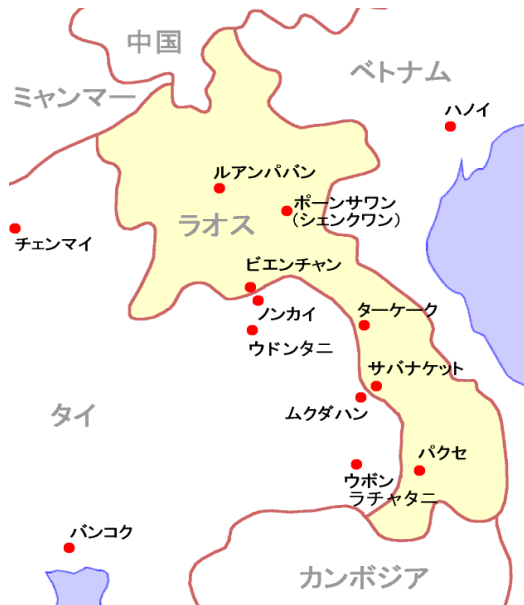 中国
ベトナム
ミャンマー
ハノイ
ルアンパバン
ポーンサワン
(シェンクワン)
ラオス
チェンマイ
ビエンチャン
ノンカイ
ターケーク
ウドンタニ
サバナケット
ムクダハン
タイ
パクセ
ウボン
ラチャタニ
バンコク
カンボジア